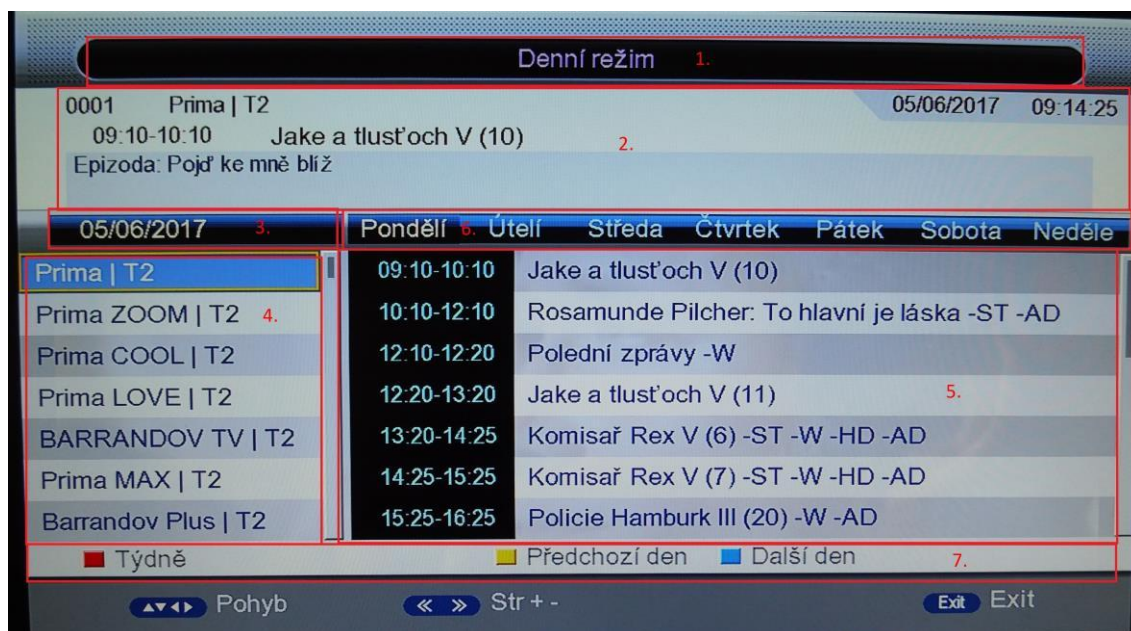 Denní režim 1.
0001 Prima | T2 05/06/2017 09:14:25
09:10-10:10 Jake a tlusťoch V (10) 2.
Epizoda: Pojď ke mně blíž
05/06/2017 3. Pondělí 6. Útelí Středa Čtvrtek Pátek Sobota Neděle
Prima | T2 09:10-10:10 Jake a tlusťoch V (10)
Prima ZOOM | T2 4. 10:10-12:10 Rosamunde Pilcher: To hlavní je láska -ST -AD
Prima COOL | T2 12:10-12:20 Polední zprávy -W
Prima LOVE | T2 12:20-13:20 Jake a tlusťoch V (11) 5.
BARRANDOV TV | T2 13:20-14:25 Komisař Rex V (6) -ST -W -HD -AD
Prima MAX | T2 14:25-15:25 Komisař Rex V (7) -ST -W -HD -AD
Barrandov Plus | T2 15:25-16:25 Policie Hamburk III (20) -W -AD
Týdně Předchozí den Další den 7.
Pohyb Str + - Exit Exit